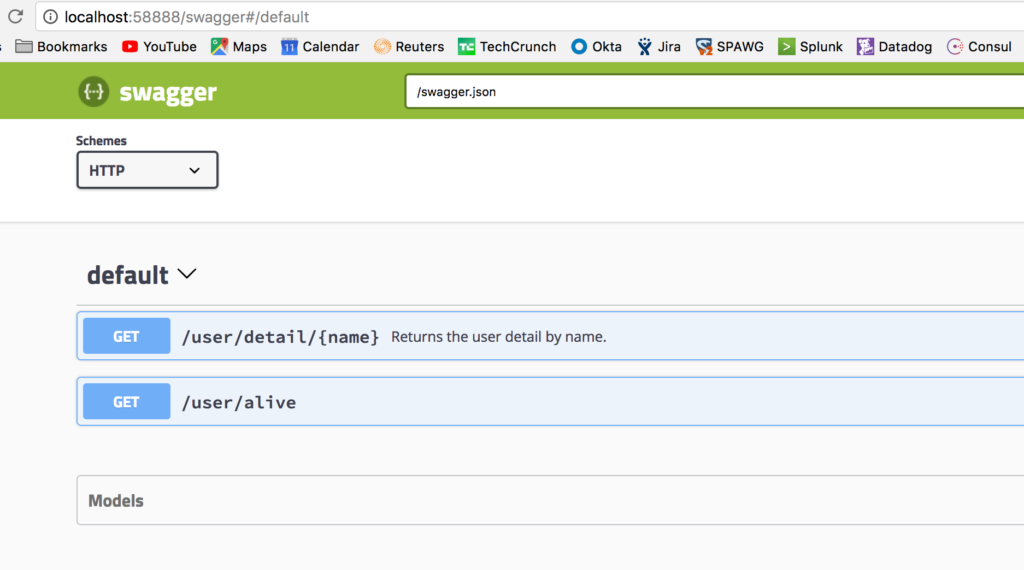 localhost:58888/swagger#/default
Bookmarks YouTube Maps 11 Calendar Reuters TC TechCrunch Okta Jira SPAWG > Splunk Datadog Consul
{··} swagger /swagger.json
Schemes
HTTP
default
GET /user/detail/{name} Returns the user detail by name.
GET /user/alive
Models